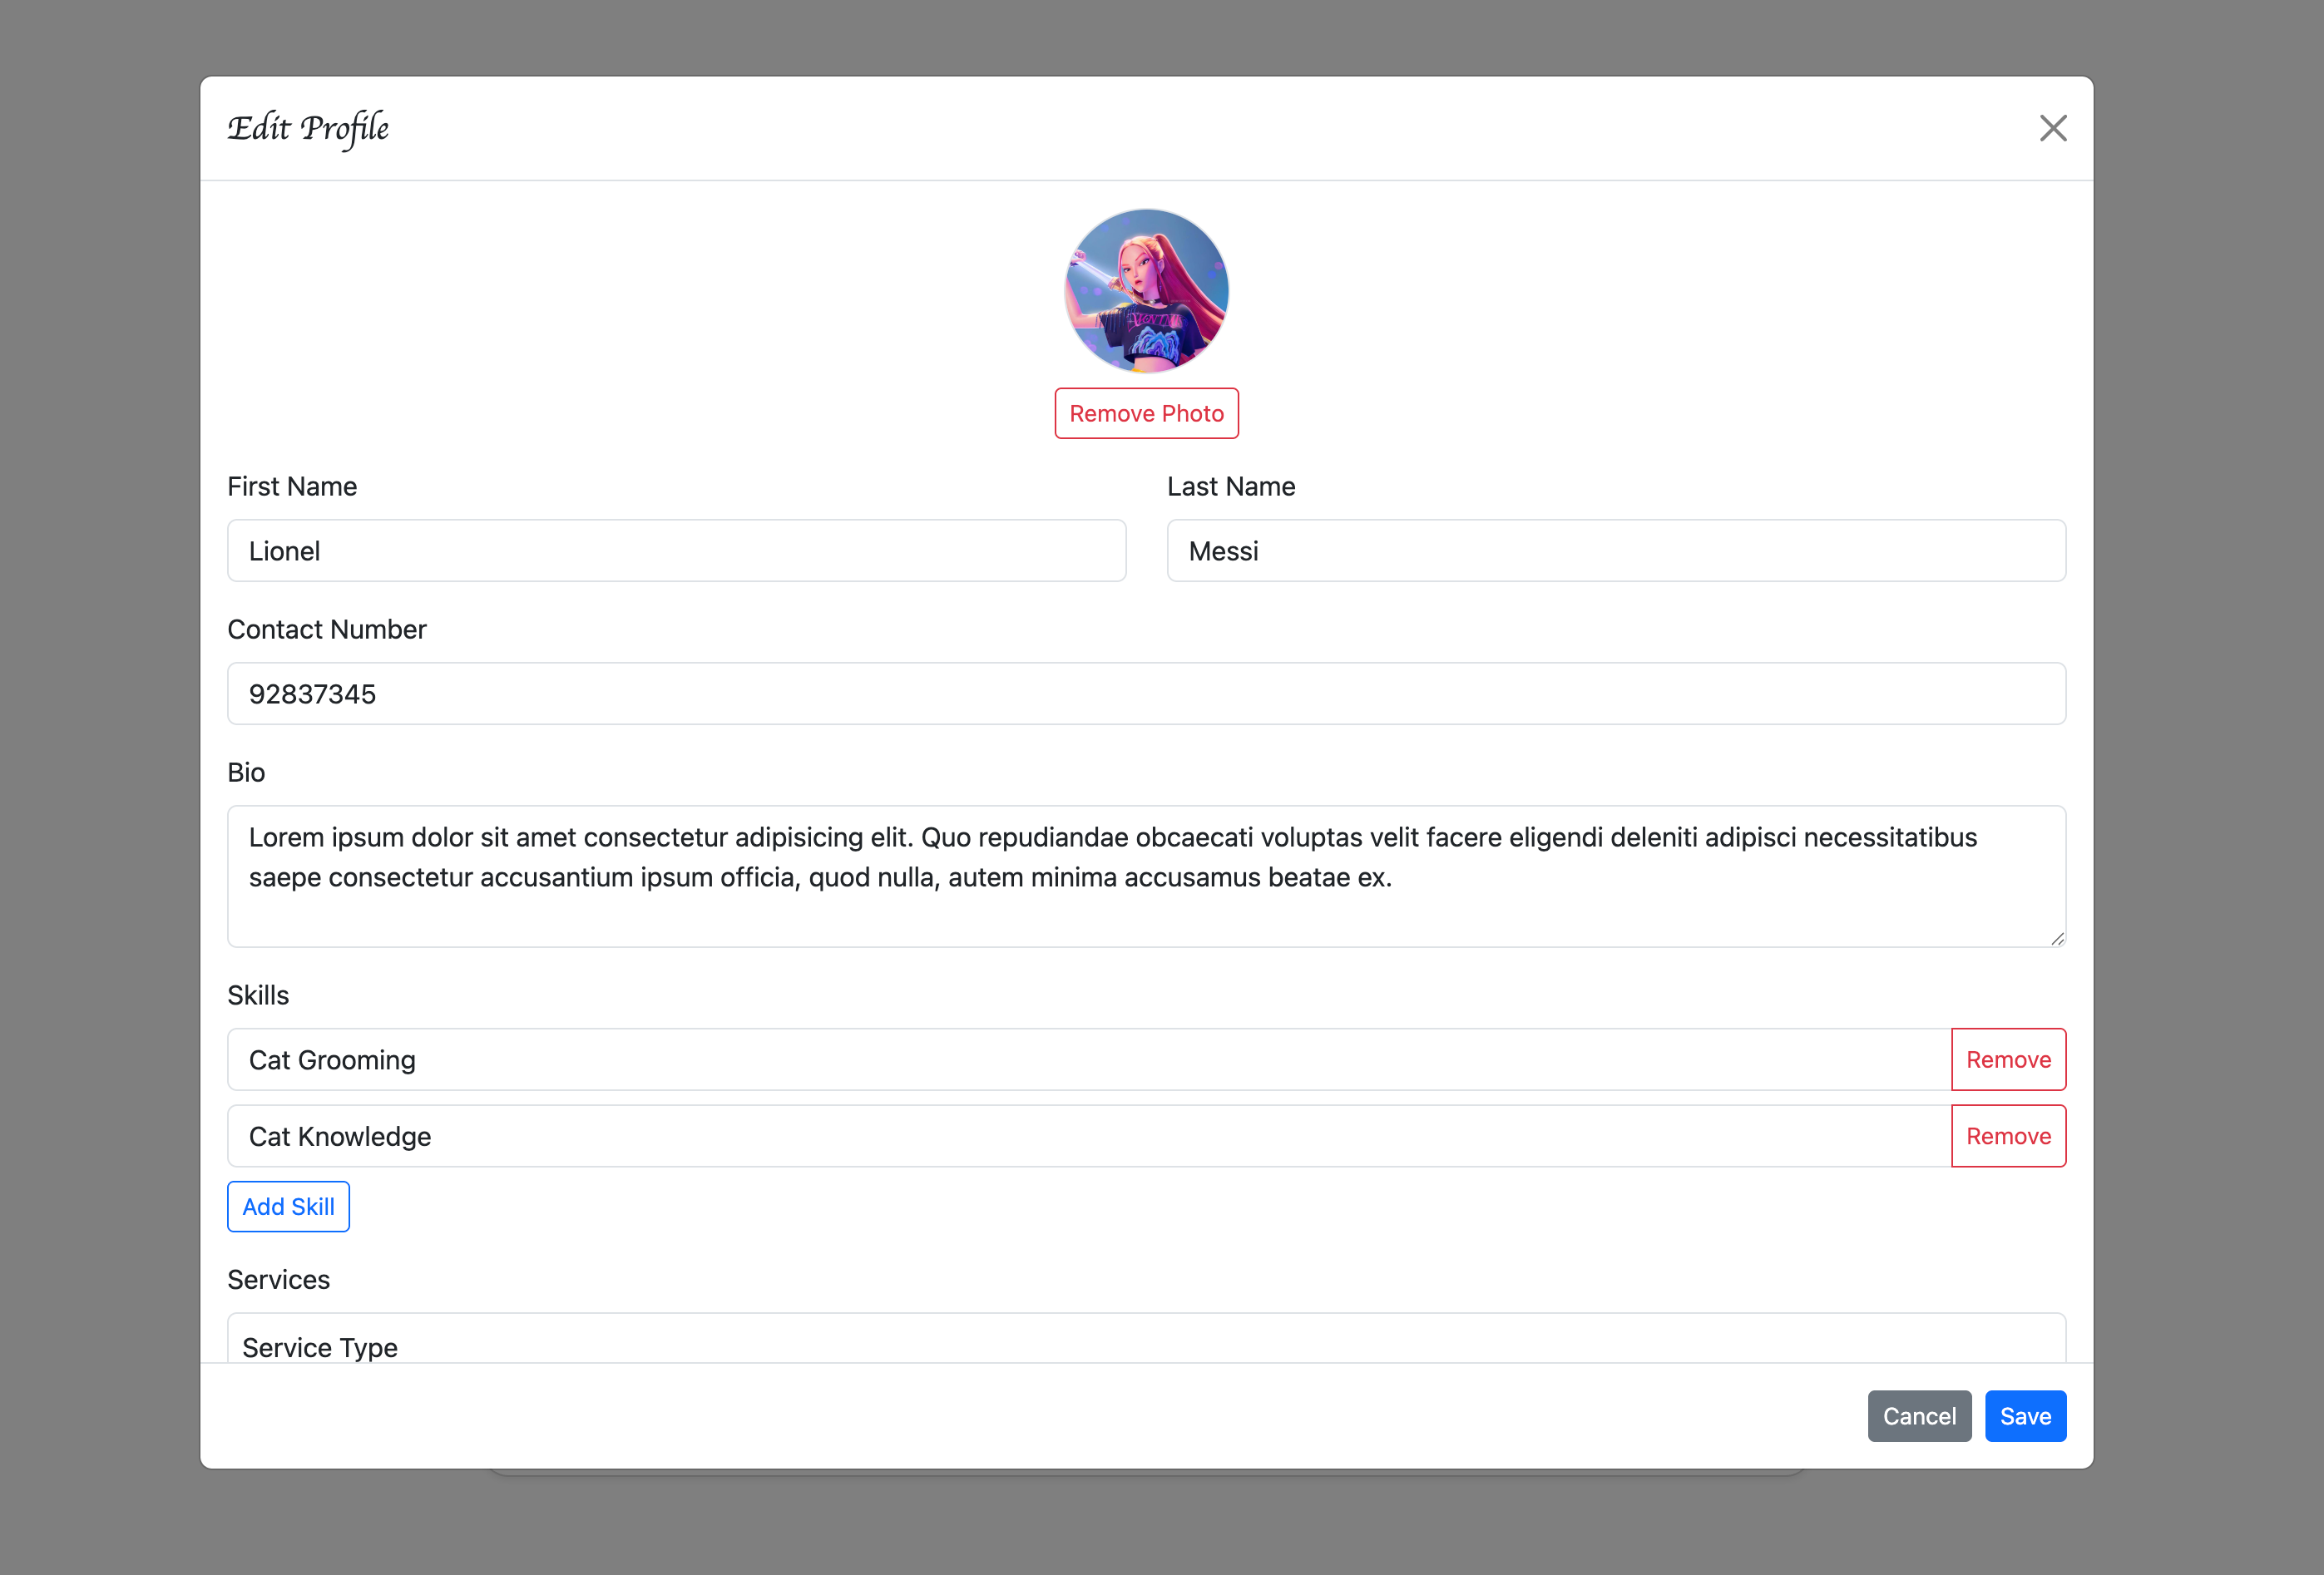 Edit Profile
Remove Photo
First Name
Last Name
Lionel
Messi
Contact Number
92837345
Bio
Lorem ipsum dolor sit amet consectetur adipisicing elit. Quo repudiandae obcaecati voluptas velit facere eligendi deleniti adipisci necessitatibus
saepe consectetur accusantium ipsum officia, quod nulla, autem minima accusamus beatae ex.
Skills
Cat Grooming
Remove
Cat Knowledge
Remove
Add Skill
Services
Service Type
Cancel
Save